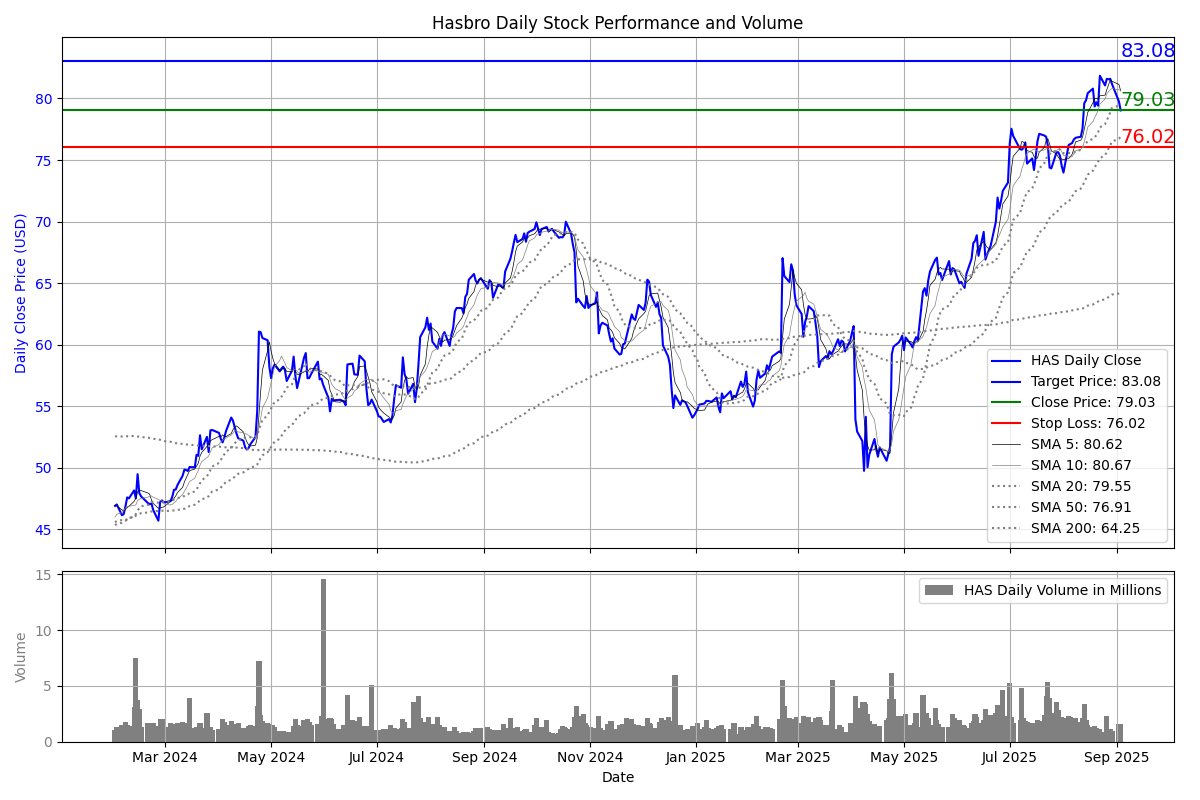 Hasbro Daily Stock Performance and Volume
83.08
79.03
76.02
Daily Close Price (USD)
80
75
70
65
60
55
50
45
HAS Daily Close
Target Price: 83.08
Close Price: 79.03
Stop Loss: 76.02
SMA 5: 80.62
SMA 10: 80.67
SMA 20: 79.55
SMA 50: 76.91
SMA 200: 64.25
Volume
15
10
5
0
HAS Daily Volume in Millions
Mar 2024
May 2024
Jul 2024
Sep 2024
Nov 2024
Jan 2025
Mar 2025
May 2025
Jul 2025
Sep 2025
Date